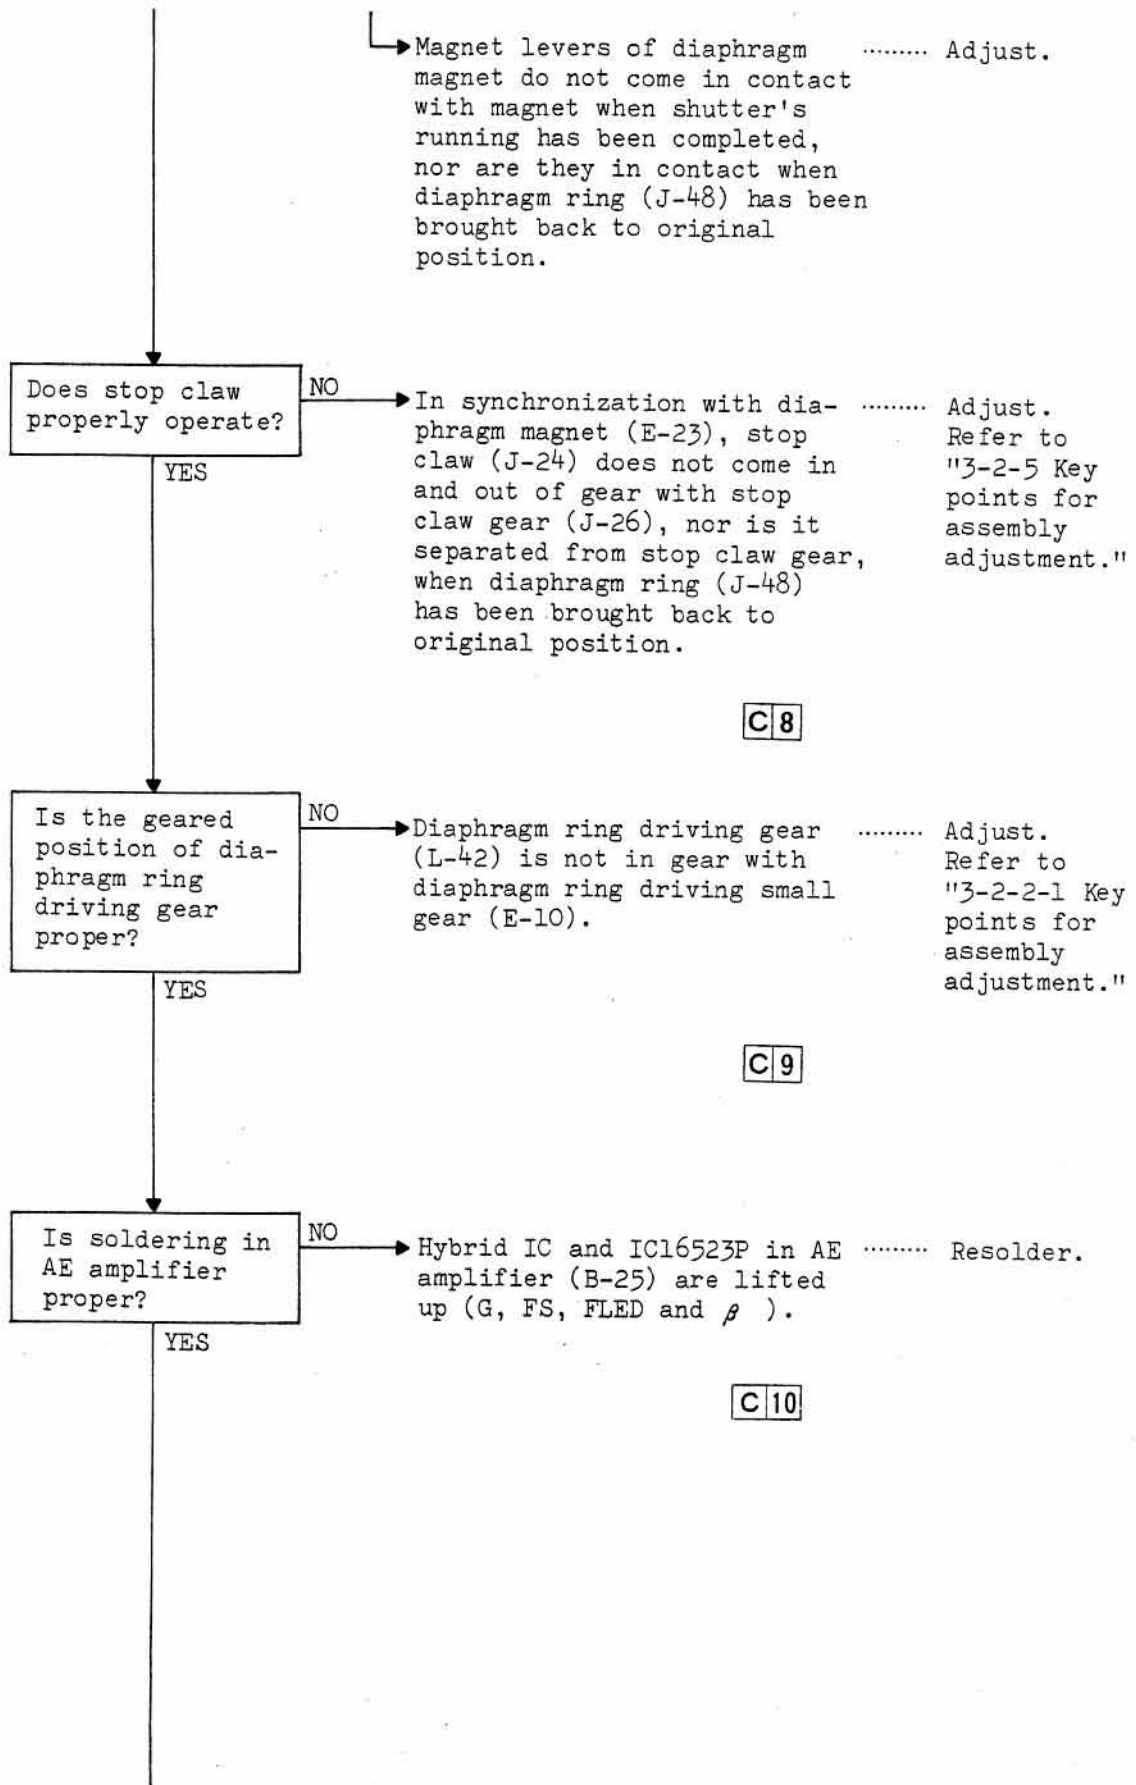 Magnet levers of diaphragm ......... Adjust.
magnet do not come in contact
with magnet when shutter's
running has been completed,
nor are they in contact when
diaphragm ring (J-48) has been
brought back to original
position.
Does stop claw
properly operate?
NO
YES
In synchronization with dia-
phragm magnet (E-23), stop
claw (J-24) does not come in
and out of gear with stop
claw gear (J-26), nor is it
separated from stop claw gear,
when diaphragm ring (J-48)
has been brought back to
original position.
......... Adjust.
Refer to
"3-2-5 Key
points for
assembly
adjustment."
C 8
Is the geared
position of dia-
phragm ring
driving gear
proper?
NO
YES
Diaphragm ring driving gear
(L-42) is not in gear with
diaphragm ring driving small
gear (E-10).
......... Adjust.
Refer to
"3-2-2-1 Key
points for
assembly
adjustment."
C 9
Is soldering in
AE amplifier
proper?
NO
YES
Hybrid IC and IC16523P in AE ......... Resolder.
amplifier (B-25) are lifted
up (G, FS, FLED and β ).
C 10